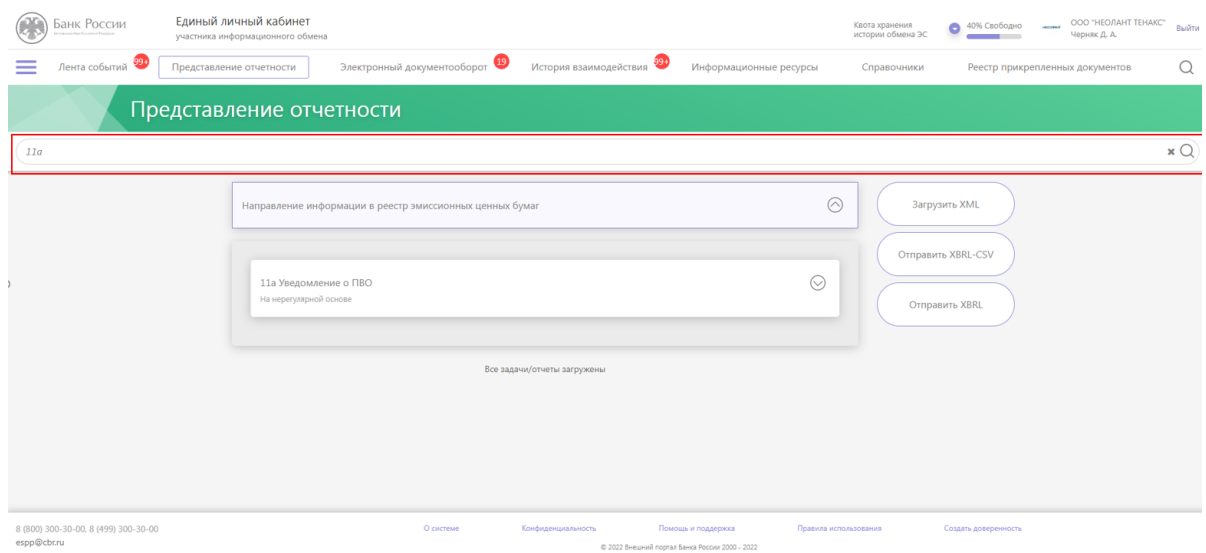 Банк России
Единый личный кабинет
участника информационного обмена
Квота хранения
истории обмена ЭС
40% Свободно
ООО "НЕОЛАНТ ТЕНАКС"
Черняк Д. А.
Выйти
Лента событий 99+
Представление отчетности
Электронный документооборот 19
История взаимодействия 99+
Информационные ресурсы
Справочники
Реестр прикрепленных документов
Представление отчетности
11а
Направление информации в реестр эмиссионных ценных бумаг
Загрузить XML
Отправить XBRL-CSV
11а Уведомление о ПВО
На нерегулярной основе
Отправить XBRL
Все задачи/отчеты загружены
8 (800) 300-30-00, 8 (499) 300-30-00
espp@cbr.ru
О системе
Конфиденциальность
Помощь и поддержка
Правила использования
Создать доверенность
© 2022 Внешний портал Банка России 2000 - 2022